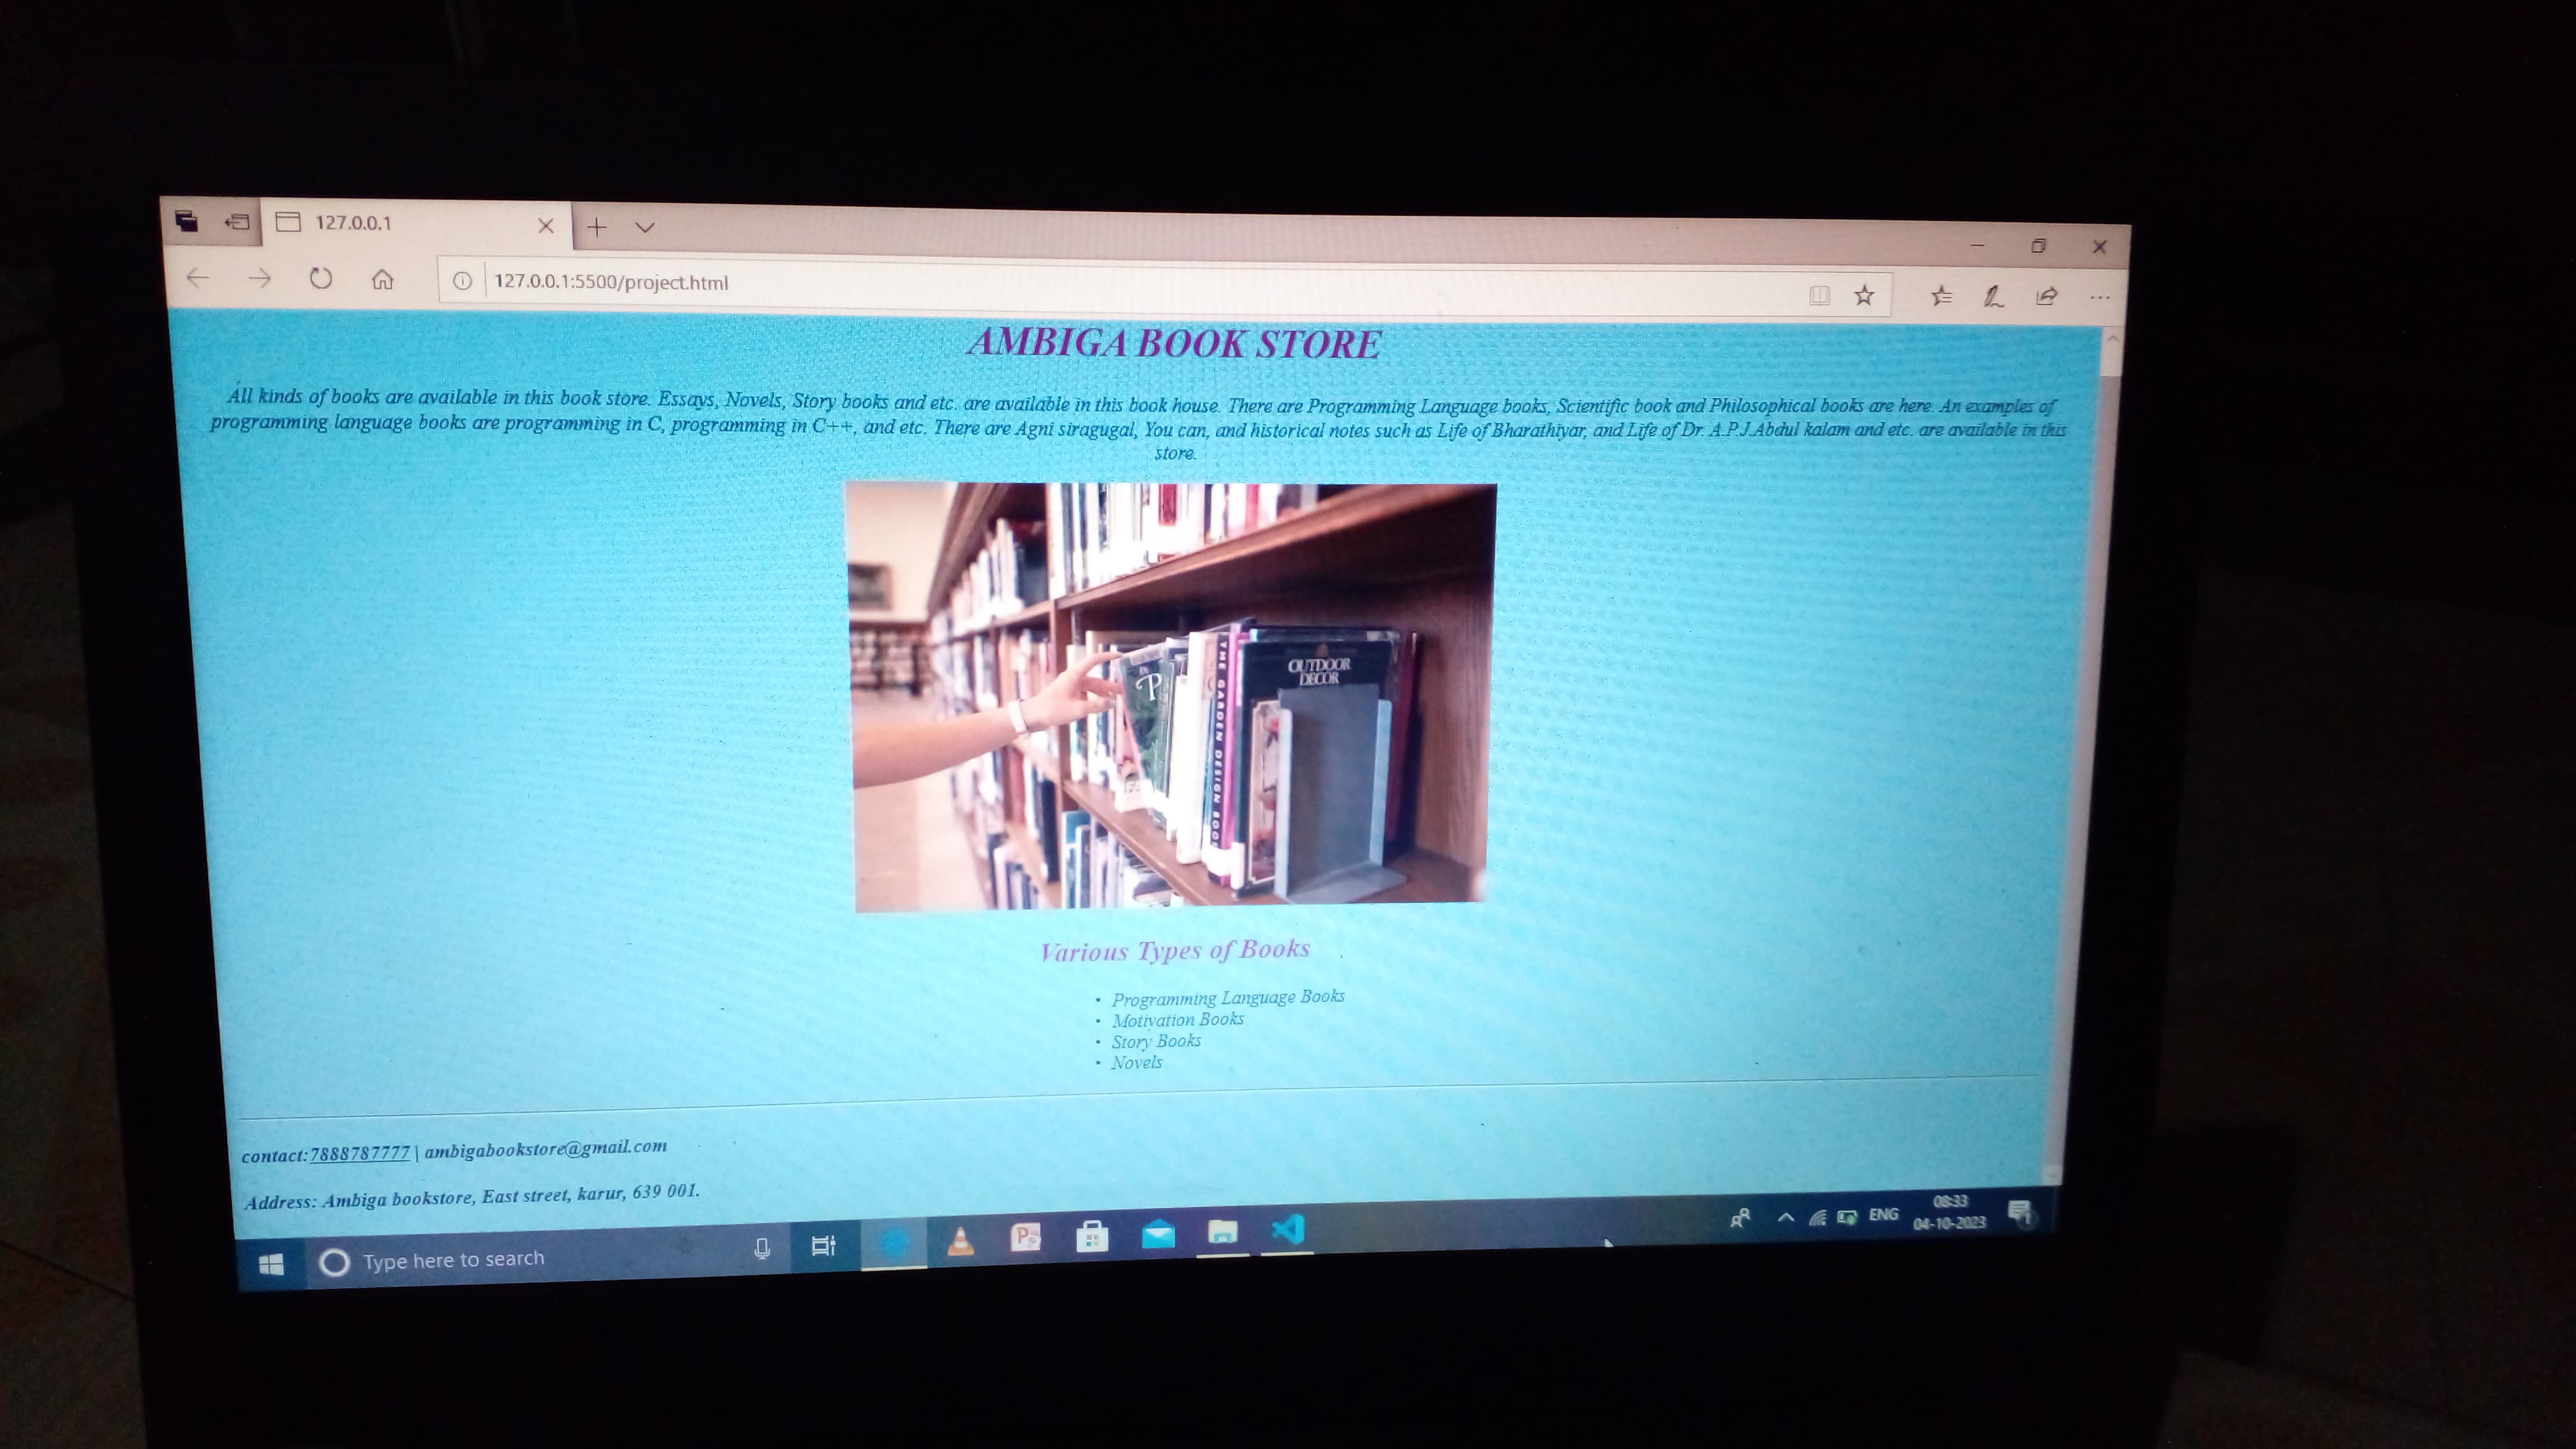 127.0.0.1
127.0.0.1:5500/project.html
AMBIGA BOOK STORE
All kinds of books are available in this book store. Essays, Novels, Story books and etc. are available in this book house. There are Programming Language books, Scientific book and Philosophical books are here. An examples of
programming language books are programming in C, programming in C++, and etc. There are Agni siragugal, You can, and historical notes such as Life of Bharathiyar, and Life of Dr. A.P.J.Abdul kalam and etc. are available in this
store.
OUTDOOR
DECOR
P
THE GARDEN DESIGN BOOK
Various Types of Books
• Programming Language Books
• Motivation Books
• Story Books
• Novels
contact:7888787777 | ambigabookstore@gmail.com
Address: Ambiga bookstore, East street, karur, 639 001.
Type here to search
ENG
08:33
04-10-2023